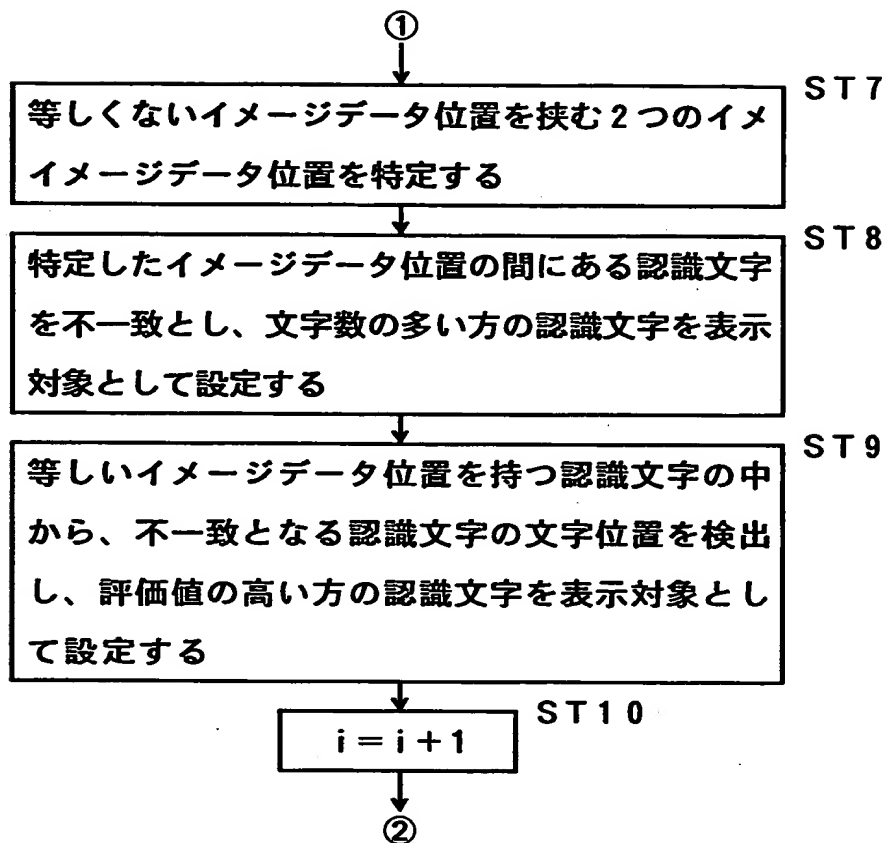 ①
ST7
等しくないイメージデータ位置を挟む2つのイメ
イメージデータ位置を特定する
ST8
特定したイメージデータ位置の間にある認識文字
を不一致とし、文字数の多い方の認識文字を表示
対象として設定する
ST9
等しいイメージデータ位置を持つ認識文字の中
から、不一致となる認識文字の文字位置を検出
し、評価値の高い方の認識文字を表示対象とし
て設定する
ST10
i=i+1
②